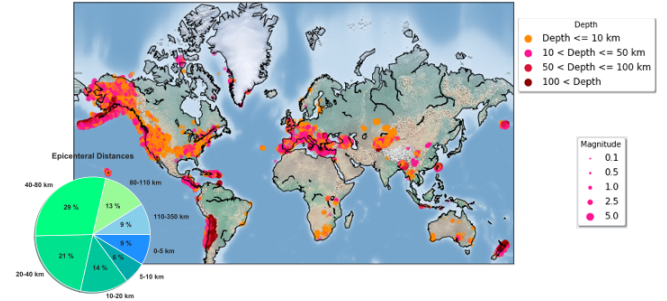 Depth
Depth <= 10 km
10 < Depth <= 50 km
50 < Depth <= 100 km
100 < Depth
Magnitude
0.1
0.5
1.0
2.5
5.0
Epicenteral Distances
40-80 km
80-110 km
29 %
13 %
110-350 km
9 %
9 %
0-5 km
21 %
6 %
20-40 km
14 %
5-10 km
10-20 km